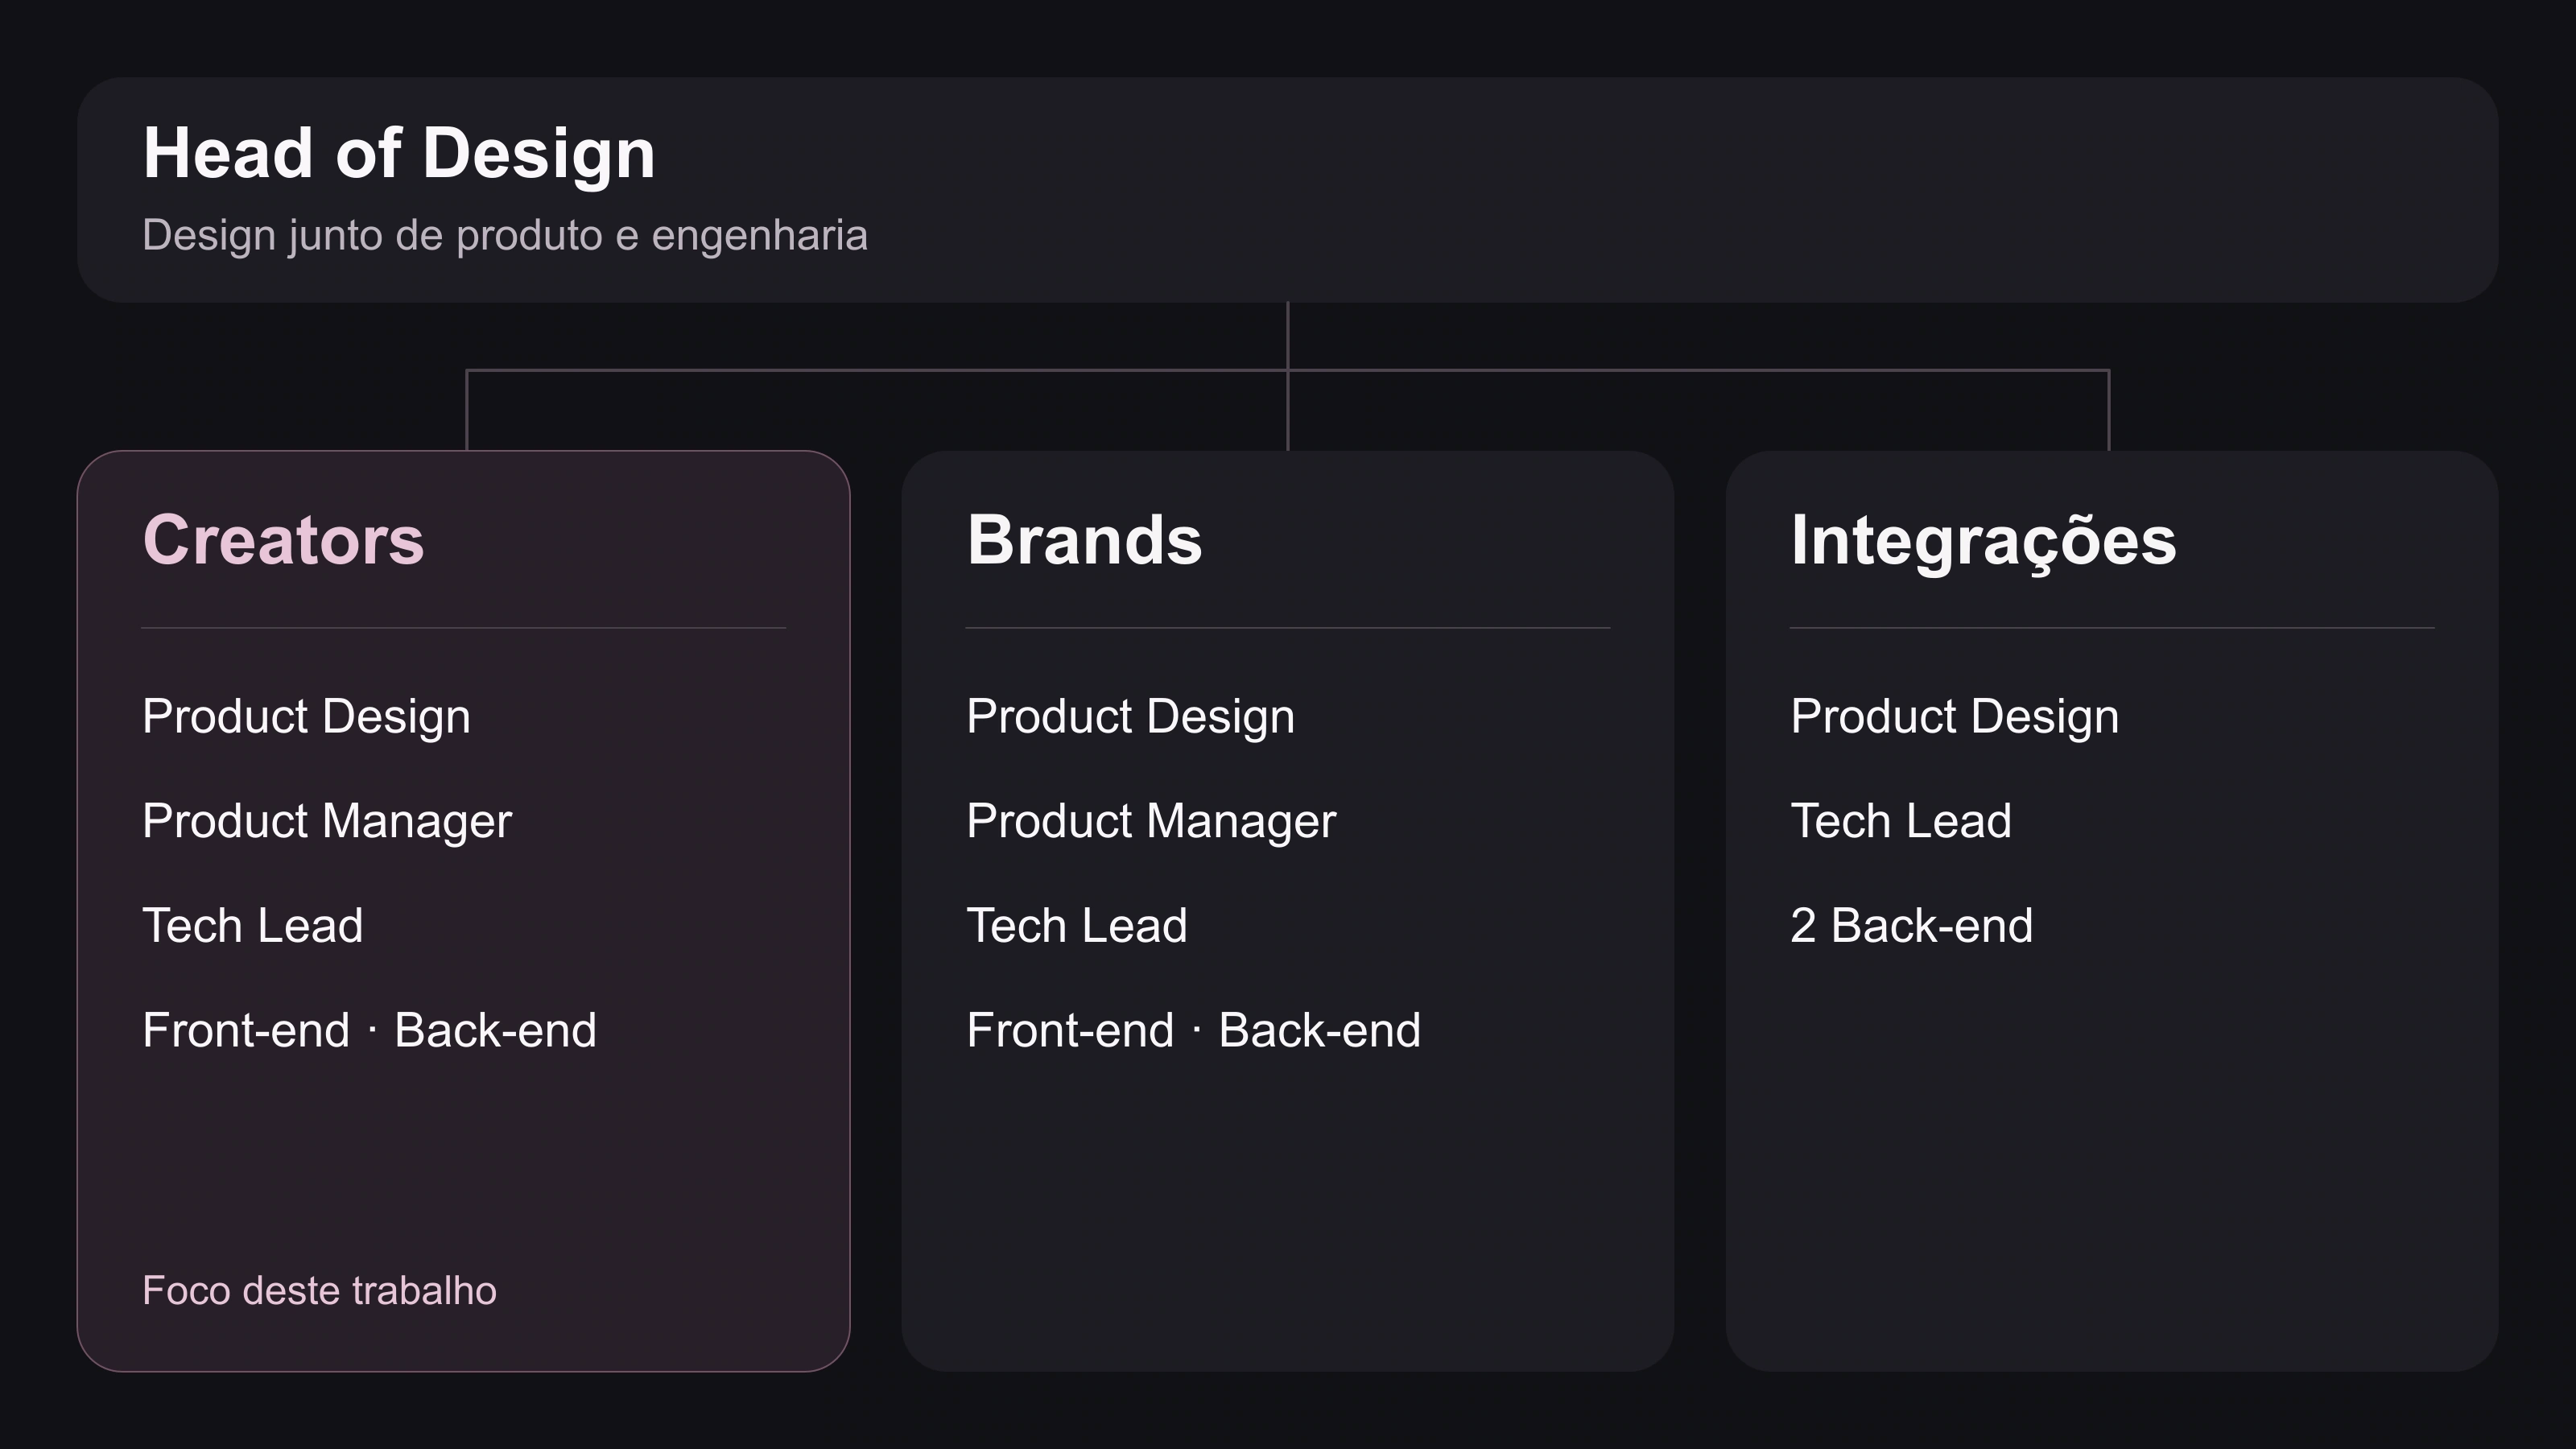 Head of Design
Design junto de produto e engenharia
Creators
Product Design
Product Manager
Tech Lead
Front-end · Back-end
Foco deste trabalho
Brands
Product Design
Product Manager
Tech Lead
Front-end · Back-end
Integrações
Product Design
Tech Lead
2 Back-end